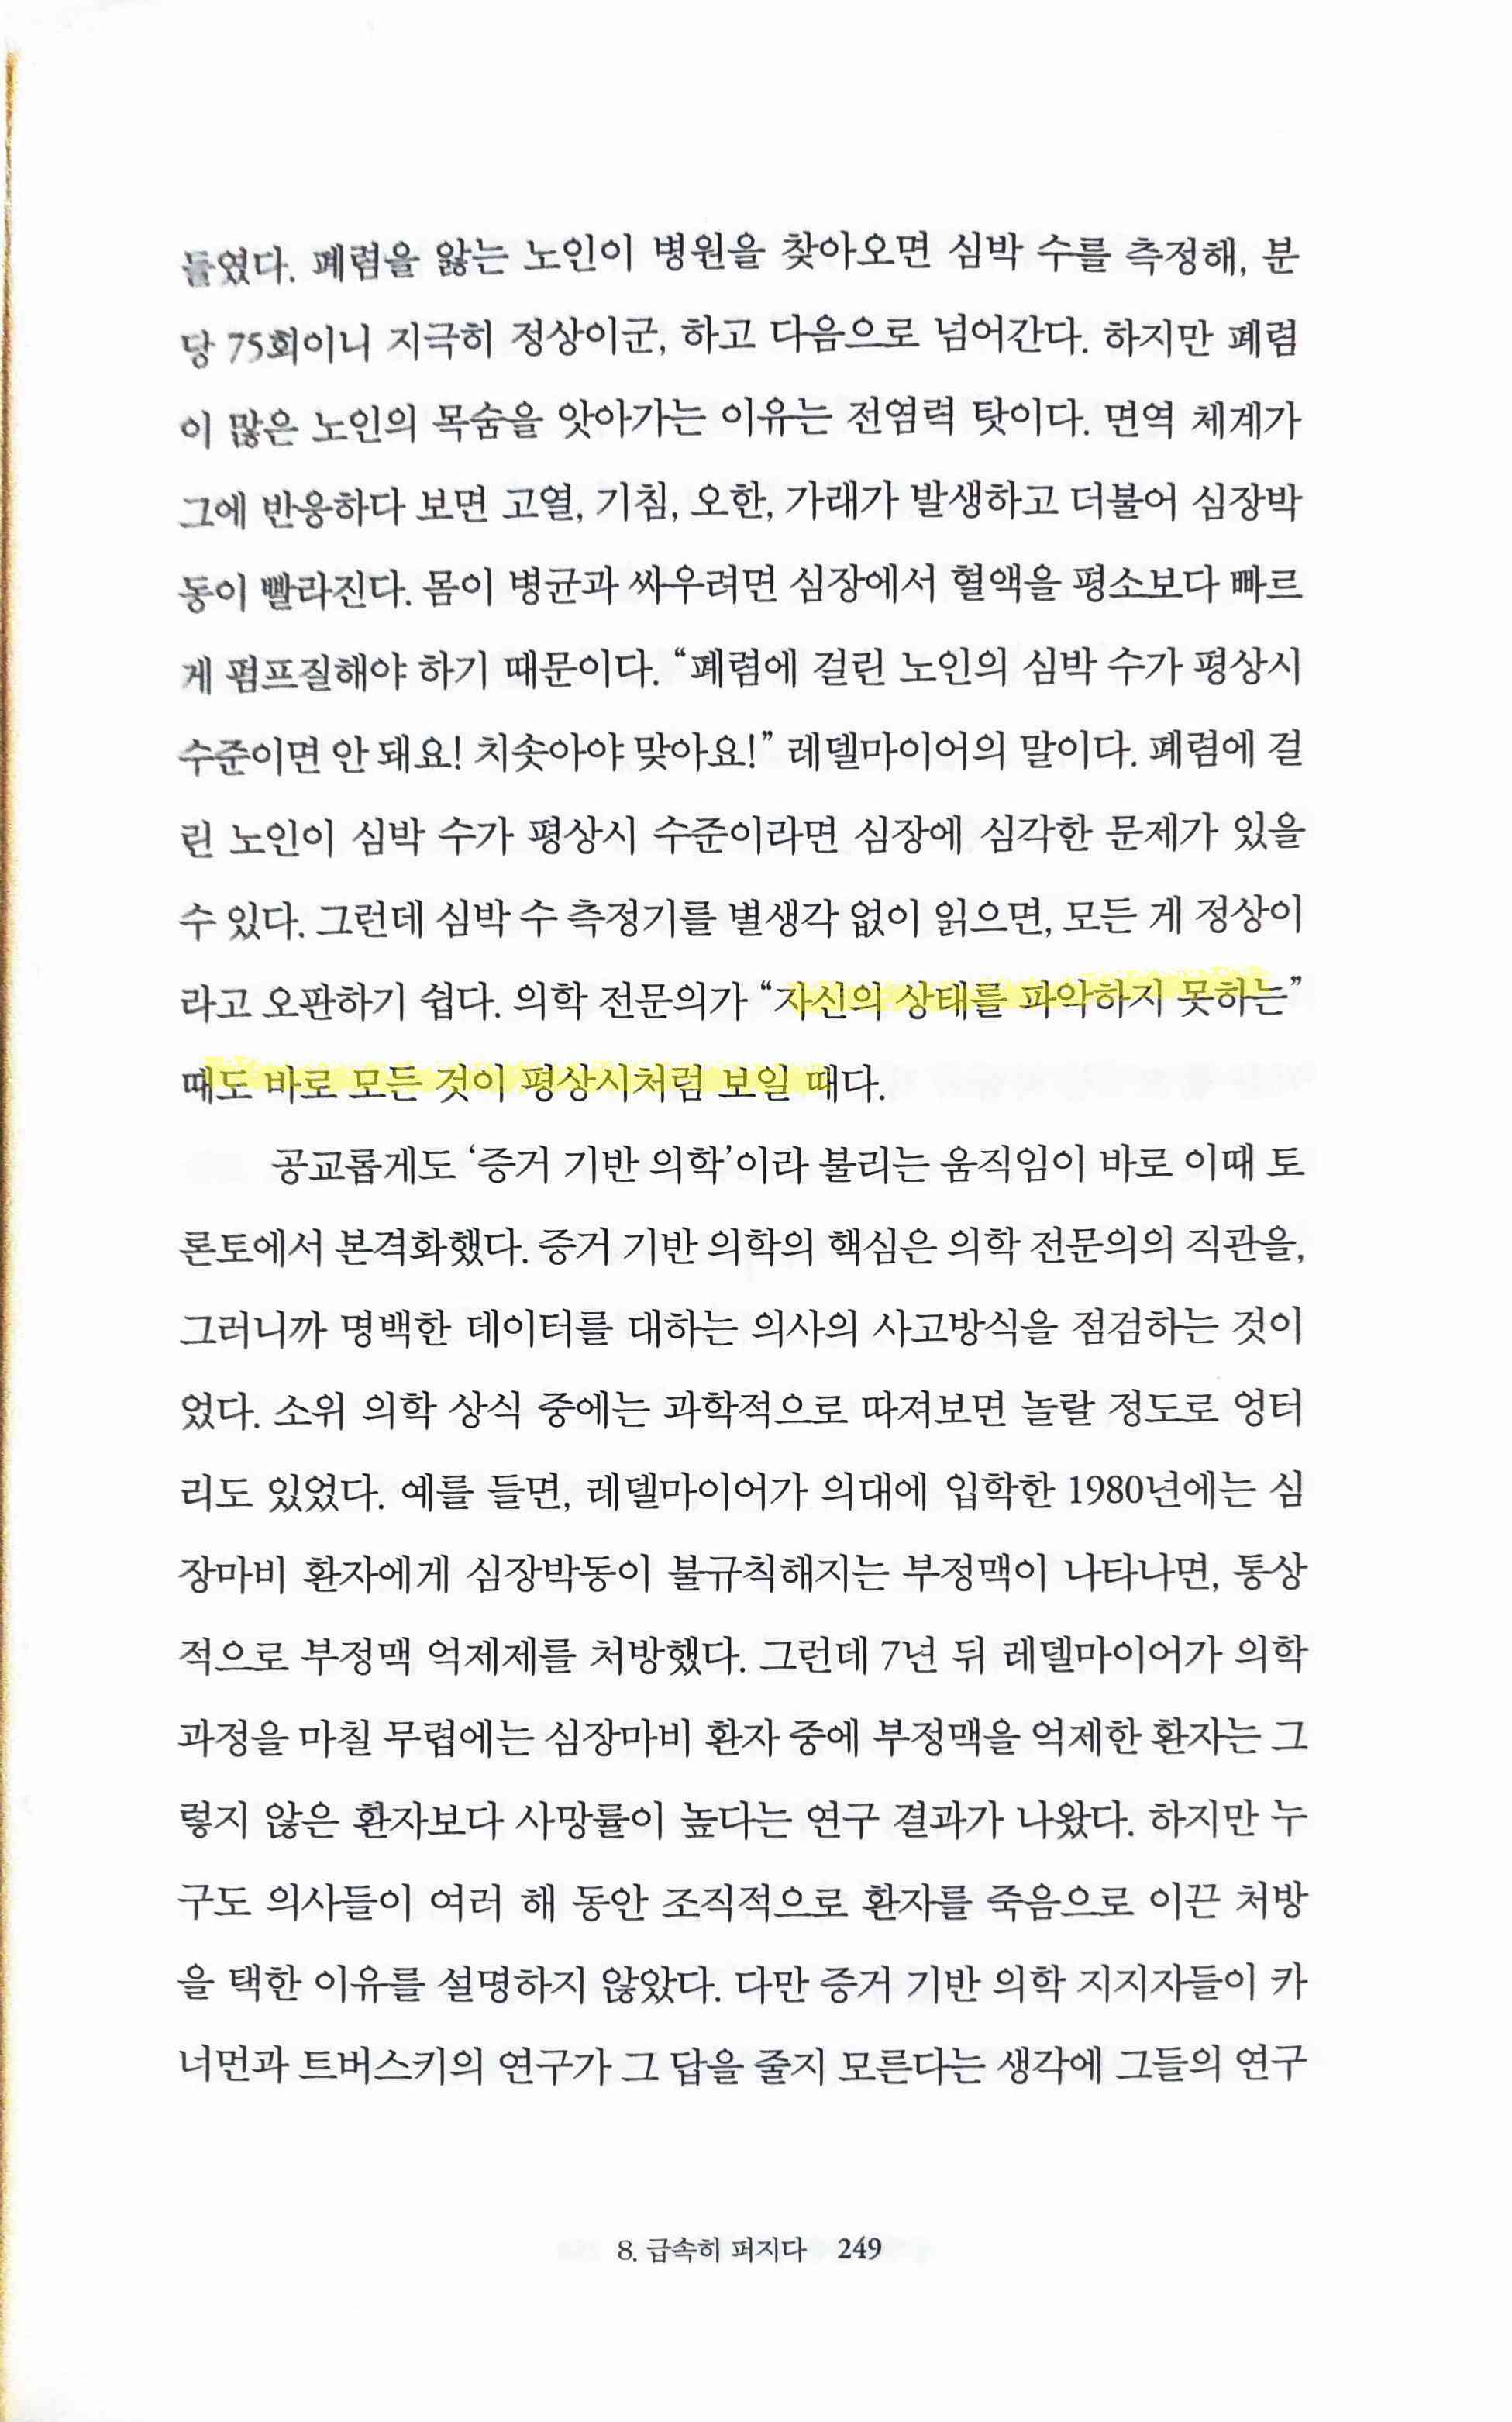 들였다. 폐렴을 앓는 노인이 병원을 찾아오면 심박 수를 측정해, 분
당 75회이니 지극히 정상이군, 하고 다음으로 넘어간다. 하지만 폐렴
이 많은 노인의 목숨을 앗아가는 이유는 전염력 탓이다. 면역 체계가
그에 반응하다 보면 고열, 기침, 오한, 가래가 발생하고 더불어 심장박
동이 빨라진다. 몸이 병균과 싸우려면 심장에서 혈액을 평소보다 빠르
게 펌프질해야 하기 때문이다. “폐렴에 걸린 노인의 심박 수가 평상시
수준이면 안 돼요! 치솟아야 맞아요!” 레델마이어의 말이다. 폐렴에 걸
린 노인이 심박 수가 평상시 수준이라면 심장에 심각한 문제가 있을
수 있다. 그런데 심박 수 측정기를 별생각 없이 읽으면, 모든 게 정상이
라고 오판하기 쉽다. 의학 전문의가 “자신의 상태를 파악하지 못하는”
때도 바로 모든 것이 평상시처럼 보일 때다.
공교롭게도 ‘증거 기반 의학’이라 불리는 움직임이 바로 이때 토
론토에서 본격화했다. 증거 기반 의학의 핵심은 의학 전문의의 직관을,
그러니까 명백한 데이터를 대하는 의사의 사고방식을 점검하는 것이
었다. 소위 의학 상식 중에는 과학적으로 따져보면 놀랄 정도로 엉터
리도 있었다. 예를 들면, 레델마이어가 의대에 입학한 1980년에는 심
장마비 환자에게 심장박동이 불규칙해지는 부정맥이 나타나면, 통상
적으로 부정맥 억제제를 처방했다. 그런데 7년 뒤 레델마이어가 의학
과정을 마칠 무렵에는 심장마비 환자 중에 부정맥을 억제한 환자는 그
렇지 않은 환자보다 사망률이 높다는 연구 결과가 나왔다. 하지만 누
구도 의사들이 여러 해 동안 조직적으로 환자를 죽음으로 이끈 처방
을 택한 이유를 설명하지 않았다. 다만 증거 기반 의학 지지자들이 카
너먼과 트버스키의 연구가 그 답을 줄지 모른다는 생각에 그들의 연구
8. 급속히 퍼지다 249